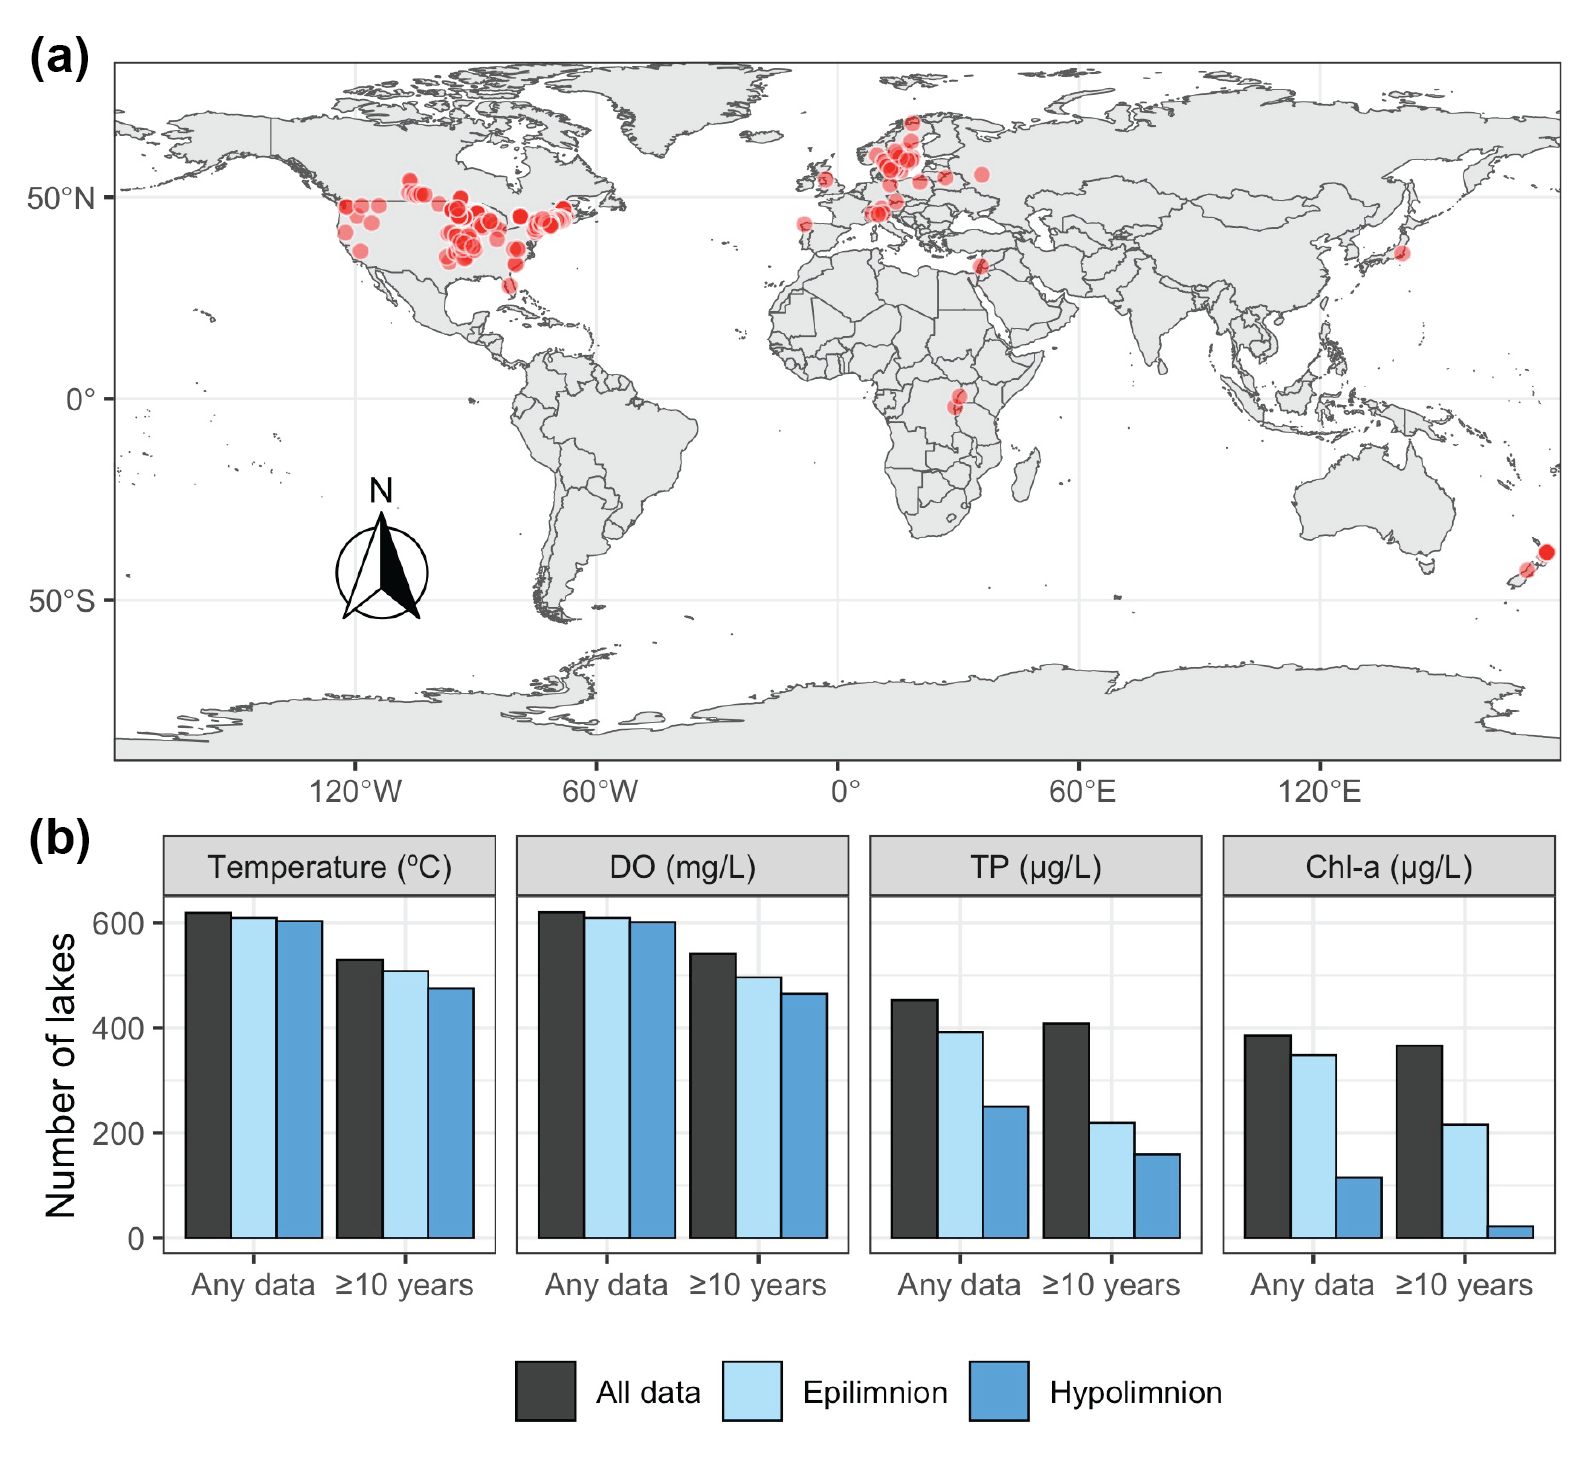 (a)
50°N
0°
50°S
N
120°W 60°W 0° 60°E 120°E
(b)
Temperature (ºC) DO (mg/L) TP (µg/L) Chl-a (µg/L)
Number of lakes
600
400
200
0
Any data ≥10 years Any data ≥10 years Any data ≥10 years Any data ≥10 years
All data Epilimnion Hypolimnion